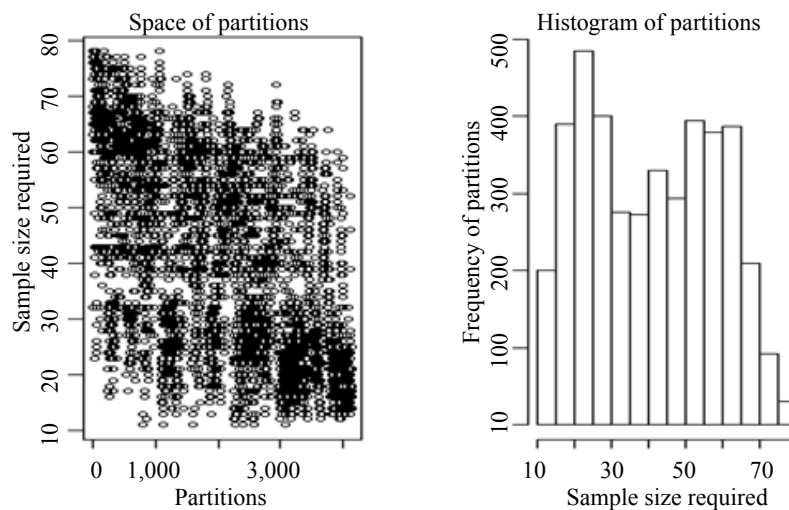 Space of partitions
Sample size required
80
70
60
50
40
30
20
10
0 1,000 3,000
Partitions
Histogram of partitions
Frequency of partitions
500
400
300
200
100
10
10 30 50 70
Sample size required